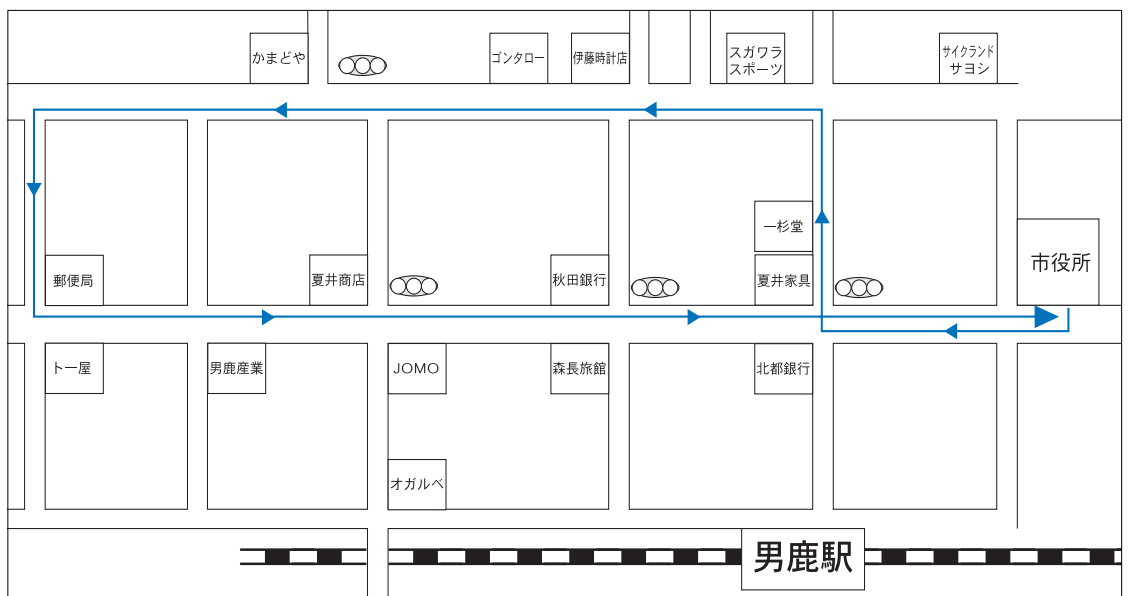 かまどや
ゴンタロー
伊藤時計店
スガワラ
スポーツ
サイクランド
サヨシ
一杉堂
市役所
郵便局
夏井商店
秋田銀行
夏井家具
トー屋
男鹿産業
JOMO
森長旅館
北都銀行
オガルベ
男鹿駅